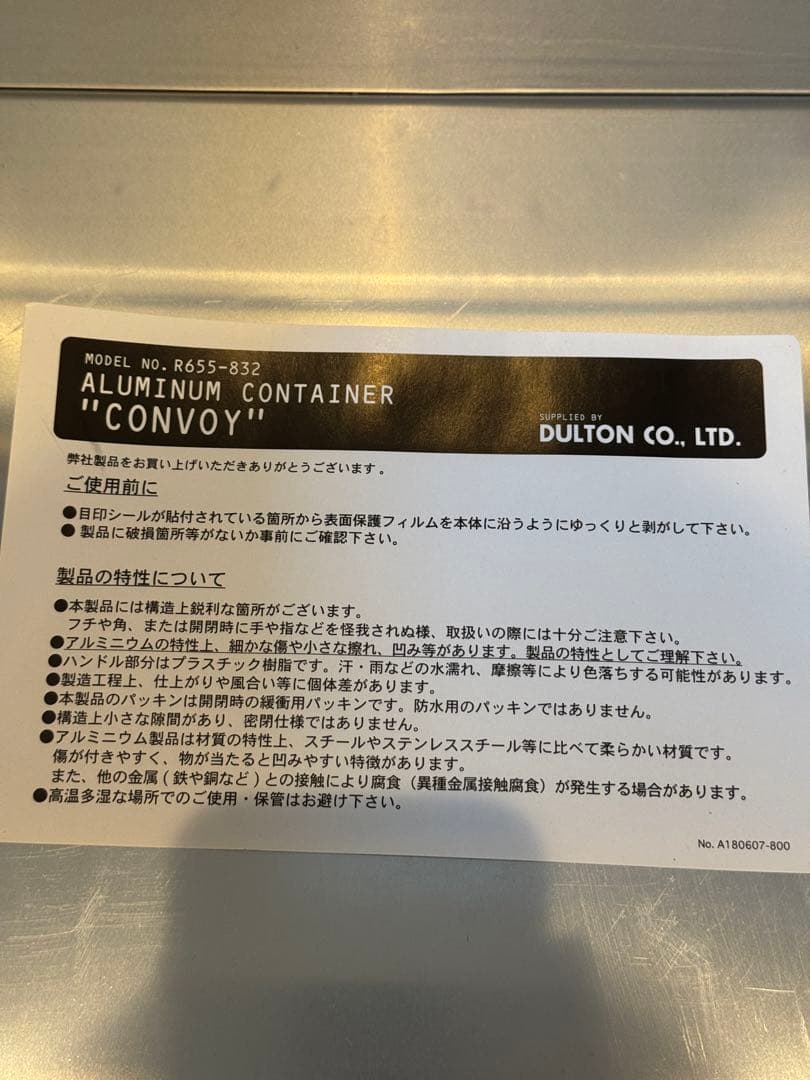 MODEL NO. R655-832
ALUMINUM CONTAINER
"CONVOY"
SUPPLIED BY
DULTON CO., LTD.
弊社製品をお買い上げいただきありがとうございます。
ご使用前に
●目印シールが貼付されている箇所から表面保護フィルムを本体に沿うようにゆっくりと剥がして下さい。
●製品に破損箇所等がないか事前にご確認下さい。
製品の特性について
●本製品には構造上鋭利な箇所がございます。
フチや角、または開閉時に手や指などを怪我されぬ様、取扱いの際には十分ご注意下さい。
●アルミニウムの特性上、細かな傷や小さな擦れ、凹み等があります。製品の特性としてご理解下さい。
●ハンドル部分はプラスチック樹脂です。汗・雨などの水濡れ、摩擦等により色落ちする可能性があります。
●製造工程上、仕上がりや風合い等に個体差があります。
●本製品のパッキンは開閉時の緩衝用パッキンです。防水用のパッキンではありません。
●構造上小さな隙間があり、密閉仕様ではありません。
●アルミニウム製品は材質の特性上、スチールやステンレススチール等に比べて柔らかい材質です。
傷が付きやすく、物が当たると凹みやすい特徴があります。
また、他の金属(鉄や銅など)との接触により腐食（異種金属接触腐食）が発生する場合があります。
●高温多湿な場所でのご使用・保管はお避け下さい。
No. A180607-800